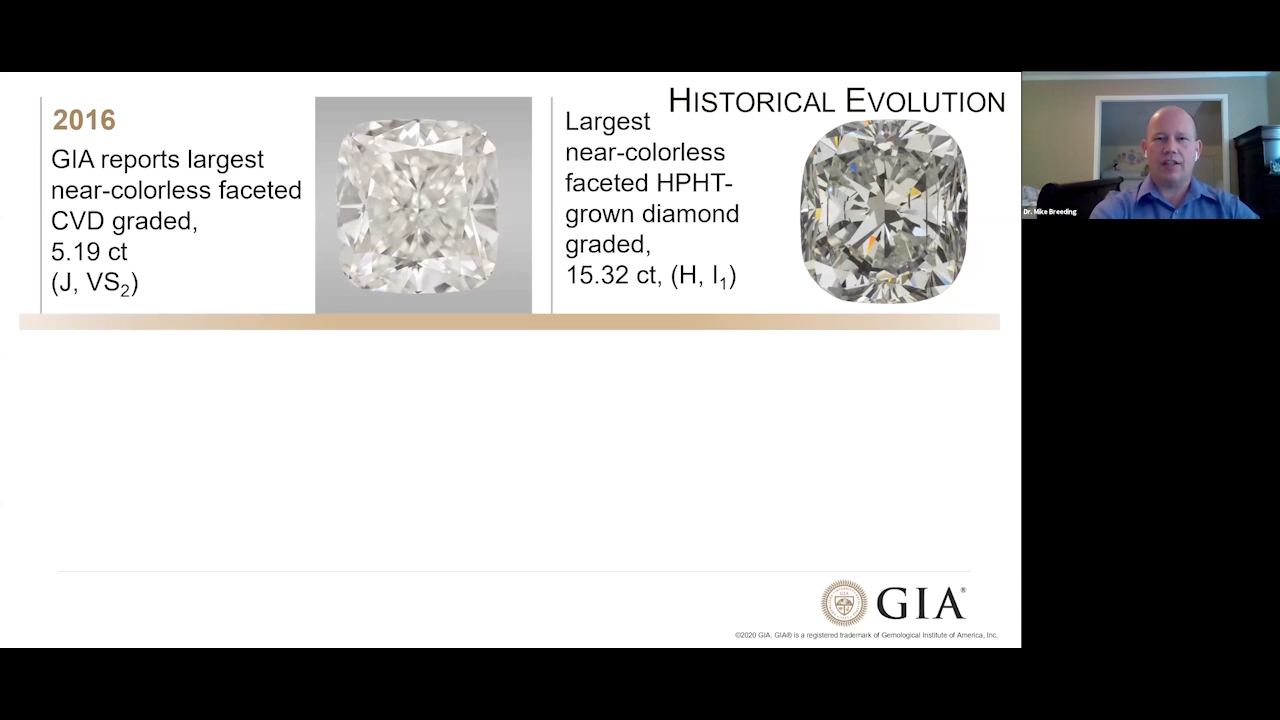 HISTORICAL EVOLUTION
2016
GIA reports largest
near-colorless faceted
CVD graded,
5.19 ct
(J, VS₂)
Largest
near-colorless
faceted HPHT-
grown diamond
graded,
15.32 ct, (H, I₁)
Dr. Mike Breeding
GIA®
©2020 GIA, GIA® is a registered trademark of Gemological Institute of America, Inc.